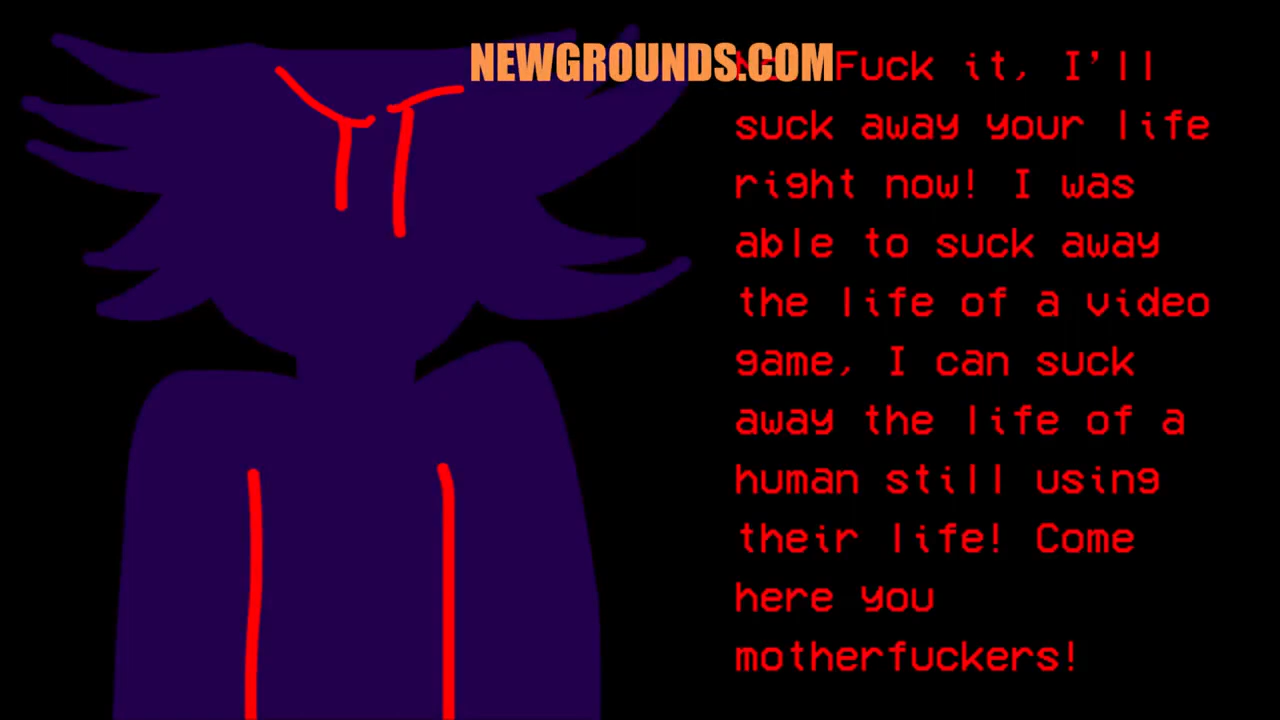 NEWGROUNDS.COM
Fuck it, I'll
suck away your life
right now! I was
able to suck away
the life of a video
game, I can suck
away the life of a
human still using
their life! Come
here you
motherfuckers!